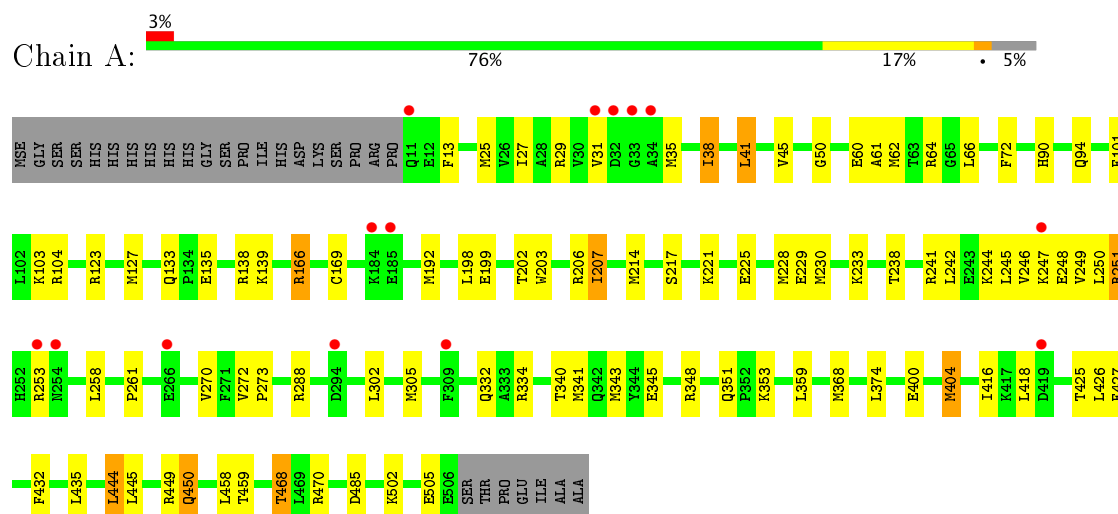 3%
Chain A:
76% 17% • 5%
MSE GLY SER SER HIS HIS HIS HIS HIS HIS GLY SER PRO ILE HIS ASP LYS SER PRO ARG PRO Q11 E12 F13 M25 V26 I27 A28 R29 V30 V31 D32 G33 A34 M35 I38 L41 V45 G50 E60 A61 M62 T63 R64 G65 L66 F72 H90 Q94 E101
L102 K103 R104 R123 M127 Q133 P134 E135 R138 K139 R166 C169 K184 E185 M192 L198 E199 T202 W203 R206 I207 M214 S217 K221 E225 M228 E229 M230 K233 T238 R241 L242 E243 K244 L245 V246 K247 E248 V249 L250 R251
H252 R253 N254 L258 P261 E266 V270 F271 V272 P273 R288 D294 L302 M305 F309 Q332 A333 R334 T340 M341 Q342 M343 Y344 E345 R348 Q351 P352 K353 L359 M368 L374 E400 M404 I416 K417 L418 D419 T425 L426 E427
F432 L435 L444 L445 R449 Q450 L458 T459 T468 L469 R470 D485 K502 E505 E506 SER THR PRO GLU ILE ALA ALA